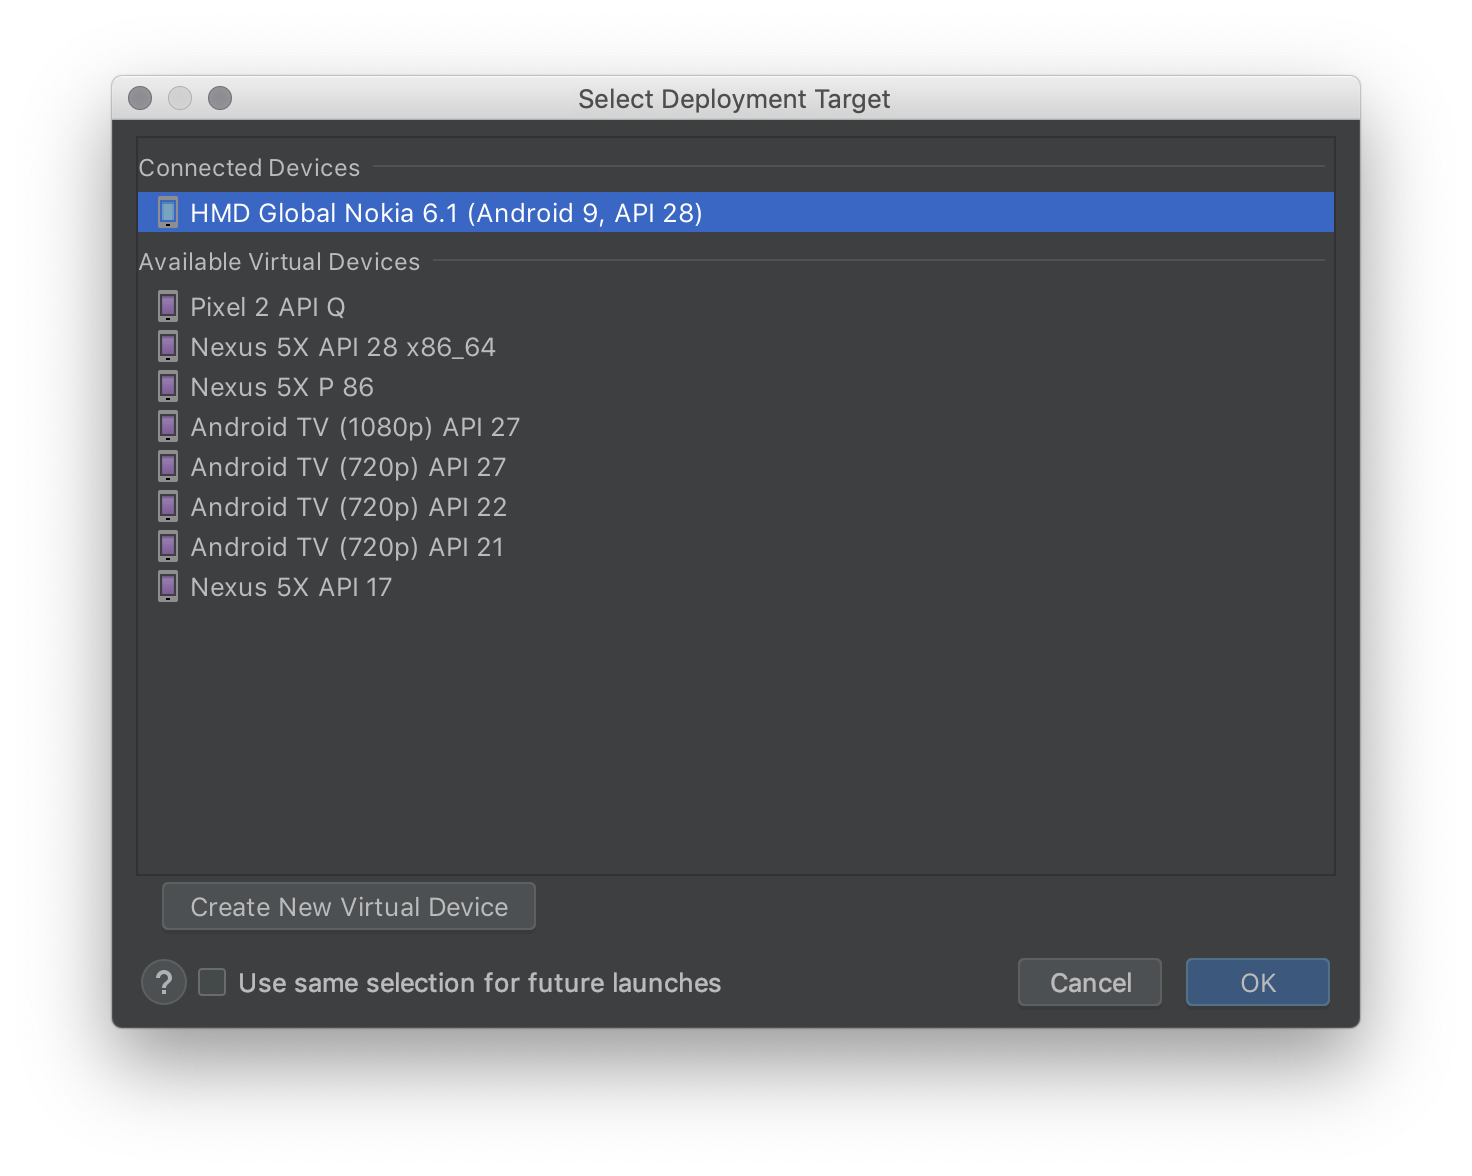 Select Deployment Target
Connected Devices
HMD Global Nokia 6.1 (Android 9, API 28)
Available Virtual Devices
Pixel 2 API Q
Nexus 5X API 28 x86_64
Nexus 5X P 86
Android TV (1080p) API 27
Android TV (720p) API 27
Android TV (720p) API 22
Android TV (720p) API 21
Nexus 5X API 17
Create New Virtual Device
? Use same selection for future launches Cancel OK